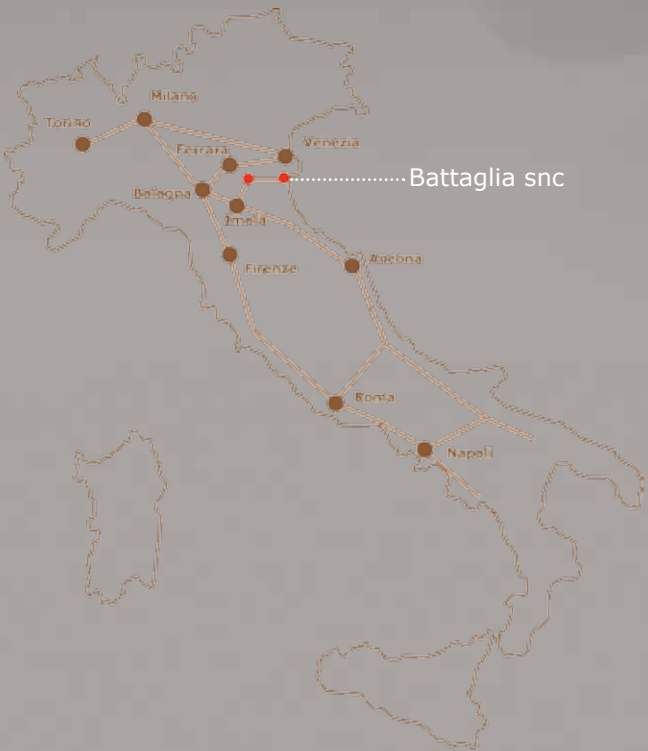 Milano
Torino
Venezia
Ferrara
Battaglia snc
Bologna
Imola
Ancona
Firenze
Roma
Napoli